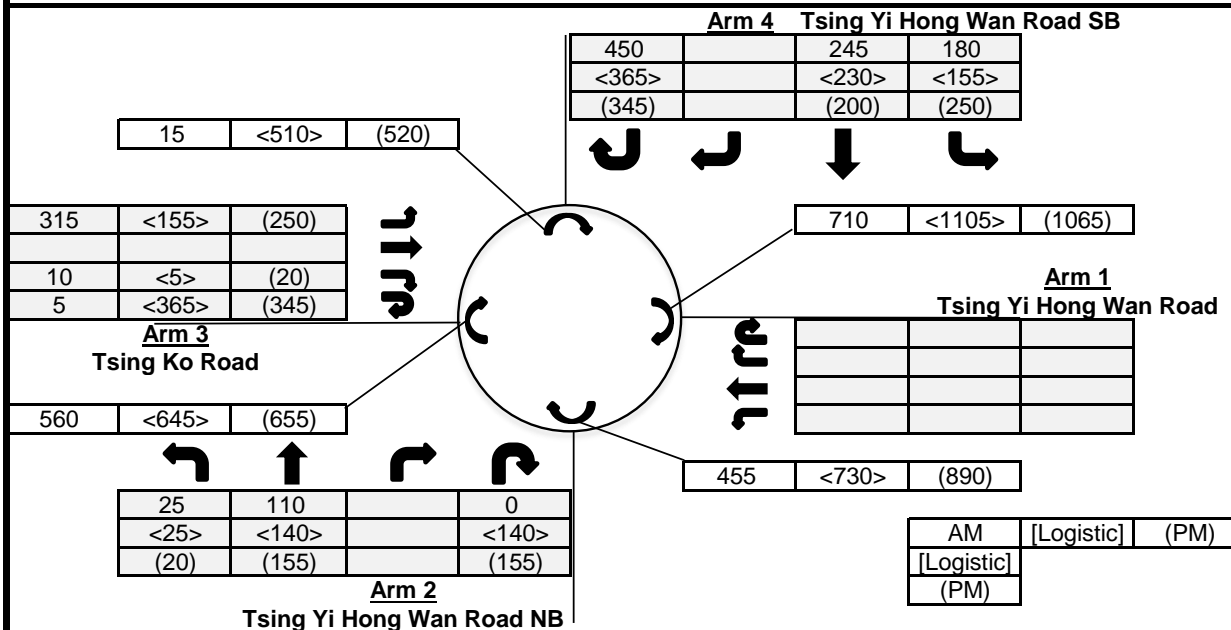 Arm 4 Tsing Yi Hong Wan Road SB
450 245 180
<365> <230> <155>
(345) (200) (250)
15 <510> (520)
315 <155> (250)
710 <1105> (1065)
10 <5> (20)
5 <365> (345)
Arm 1
Tsing Yi Hong Wan Road
Arm 3
Tsing Ko Road
560 <645> (655)
455 <730> (890)
25 110 0
<25> <140> <140>
(20) (155) (155)
AM [Logistic] (PM)
[Logistic]
(PM)
Arm 2
Tsing Yi Hong Wan Road NB